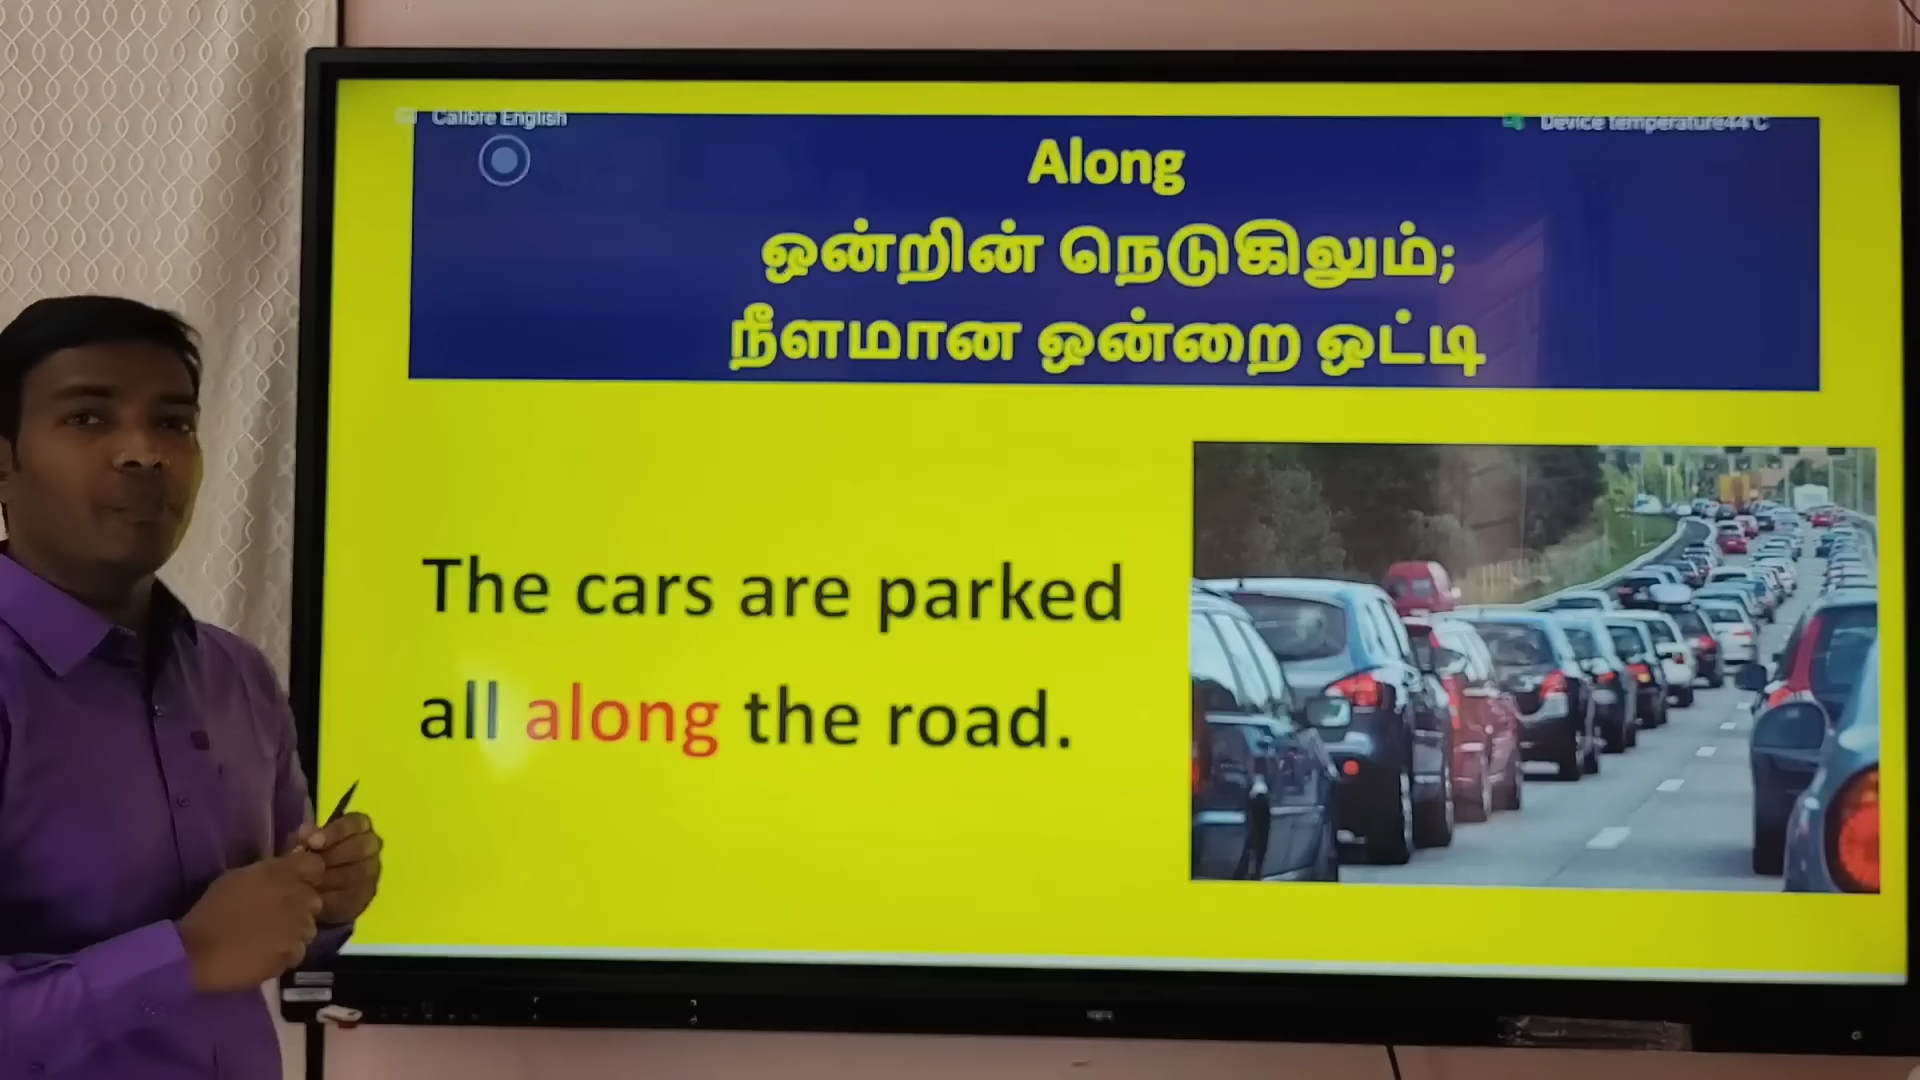 Calibre English
Device temperature44°C
Along
ஒன்றின் நெடுகிலும்;
நீளமான ஒன்றை ஒட்டி
The cars are parked
all along the road.